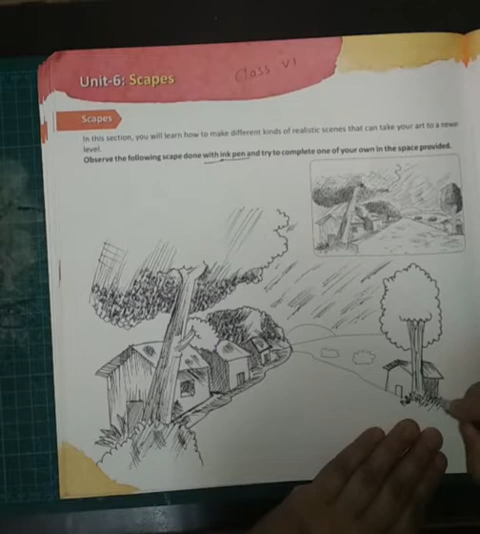 Unit-6: Scapes
Class VI
Scapes
In this section, you will learn how to make different kinds of realistic scenes that can take your art to a newer
level.
Observe the following scape done with ink pen and try to complete one of your own in the space provided.